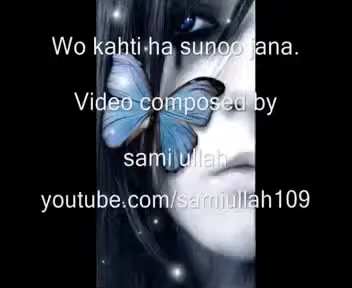 Wo kahti ha sunoo jana.
Video composed by
sami ullah
youtube.com/samiullah109